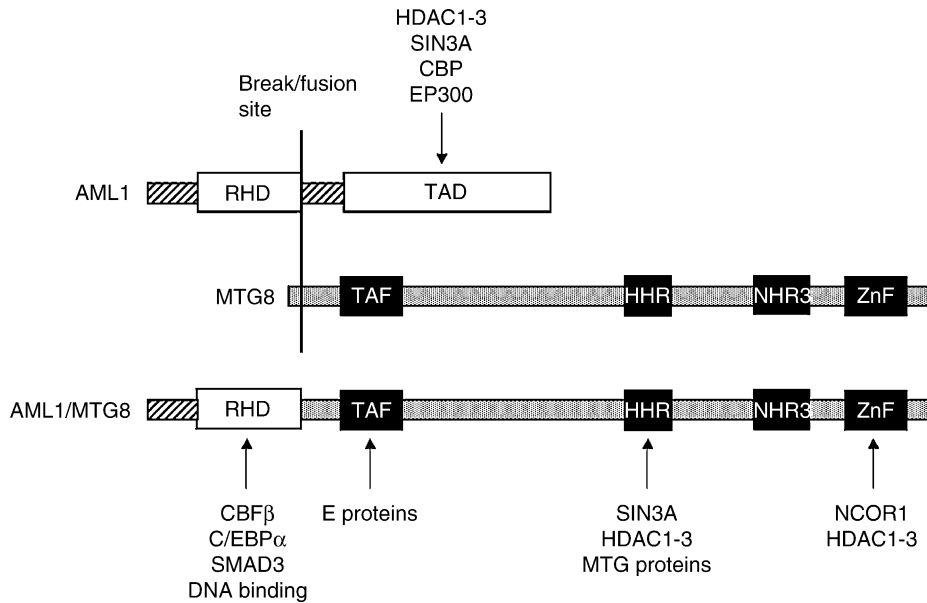 HDAC1-3
SIN3A
CBP
EP300
Break/fusion
site
AML1
RHD
TAD
MTG8
TAF
HHR
NHR3
ZnF
AML1/MTG8
RHD
TAF
HHR
NHR3
ZnF
CBFβ
C/EBPα
SMAD3
DNA binding
E proteins
SIN3A
HDAC1-3
MTG proteins
NCOR1
HDAC1-3